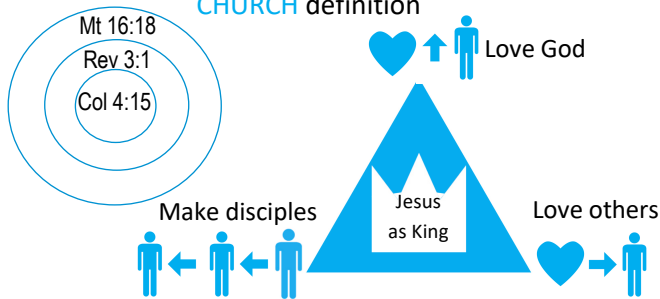 CHURCH definition
Mt 16:18
Rev 3:1
Col 4:15
Love God
Jesus
as King
Make disciples
Love others